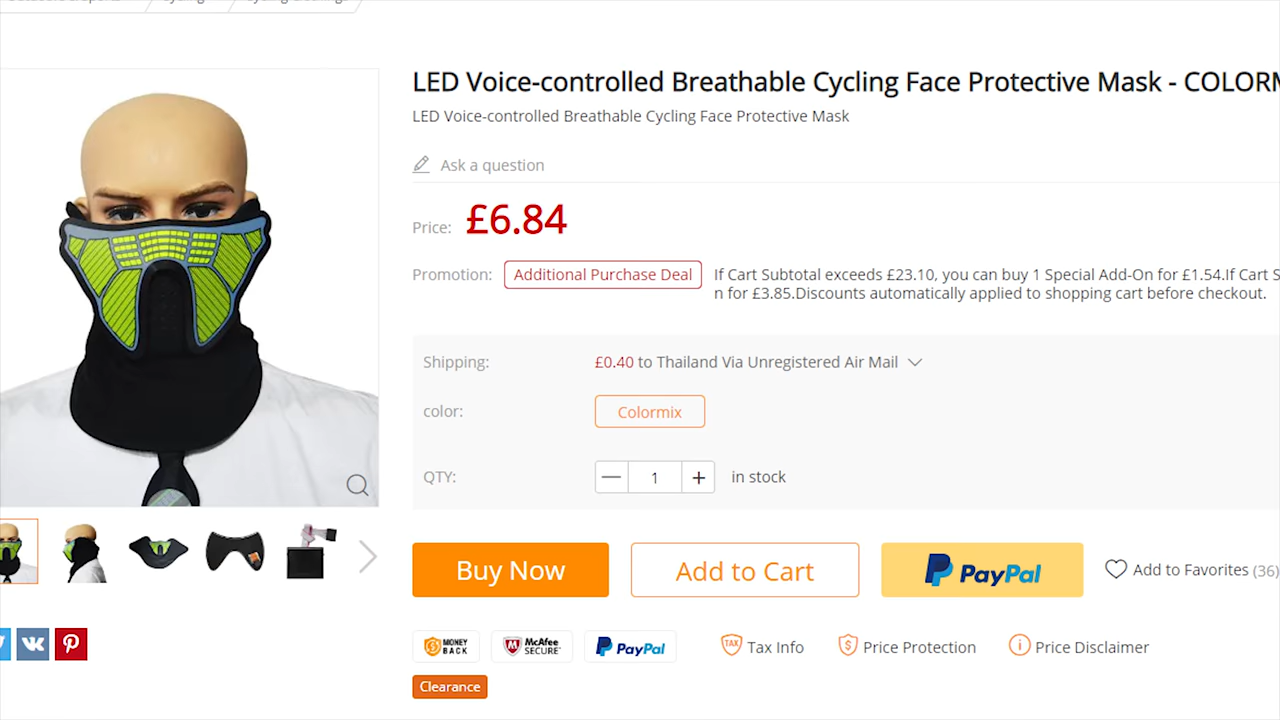 LED Voice-controlled Breathable Cycling Face Protective Mask - COLORM
LED Voice-controlled Breathable Cycling Face Protective Mask
Ask a question
Price: £6.84
Promotion: Additional Purchase Deal If Cart Subtotal exceeds £23.10, you can buy 1 Special Add-On for £1.54.If Cart S
n for £3.85.Discounts automatically applied to shopping cart before checkout.
Shipping: £0.40 to Thailand Via Unregistered Air Mail
color: Colormix
QTY: — 1 + in stock
Buy Now Add to Cart PayPal Add to Favorites (36)
MONEY BACK McAfee SECURE PayPal TAX Tax Info $ Price Protection i Price Disclaimer
Clearance